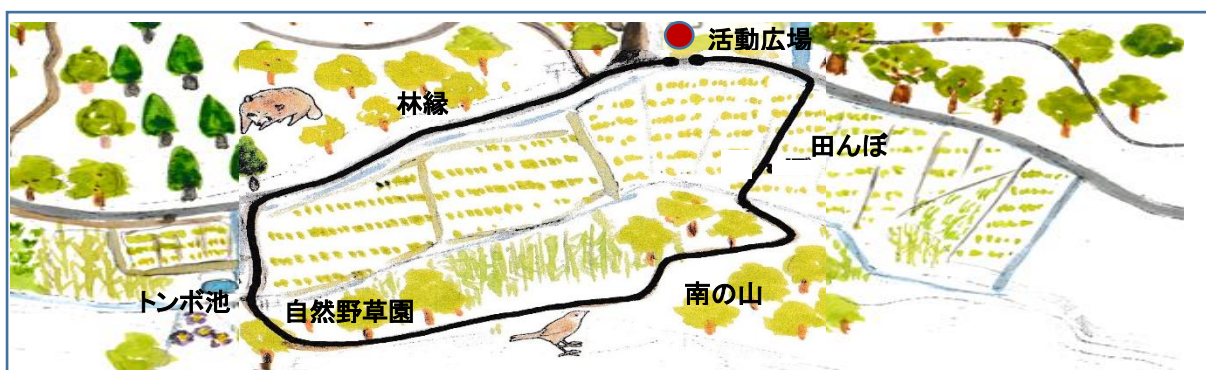 活動広場
林縁
田んぼ
トンボ池
自然野草園
南の山